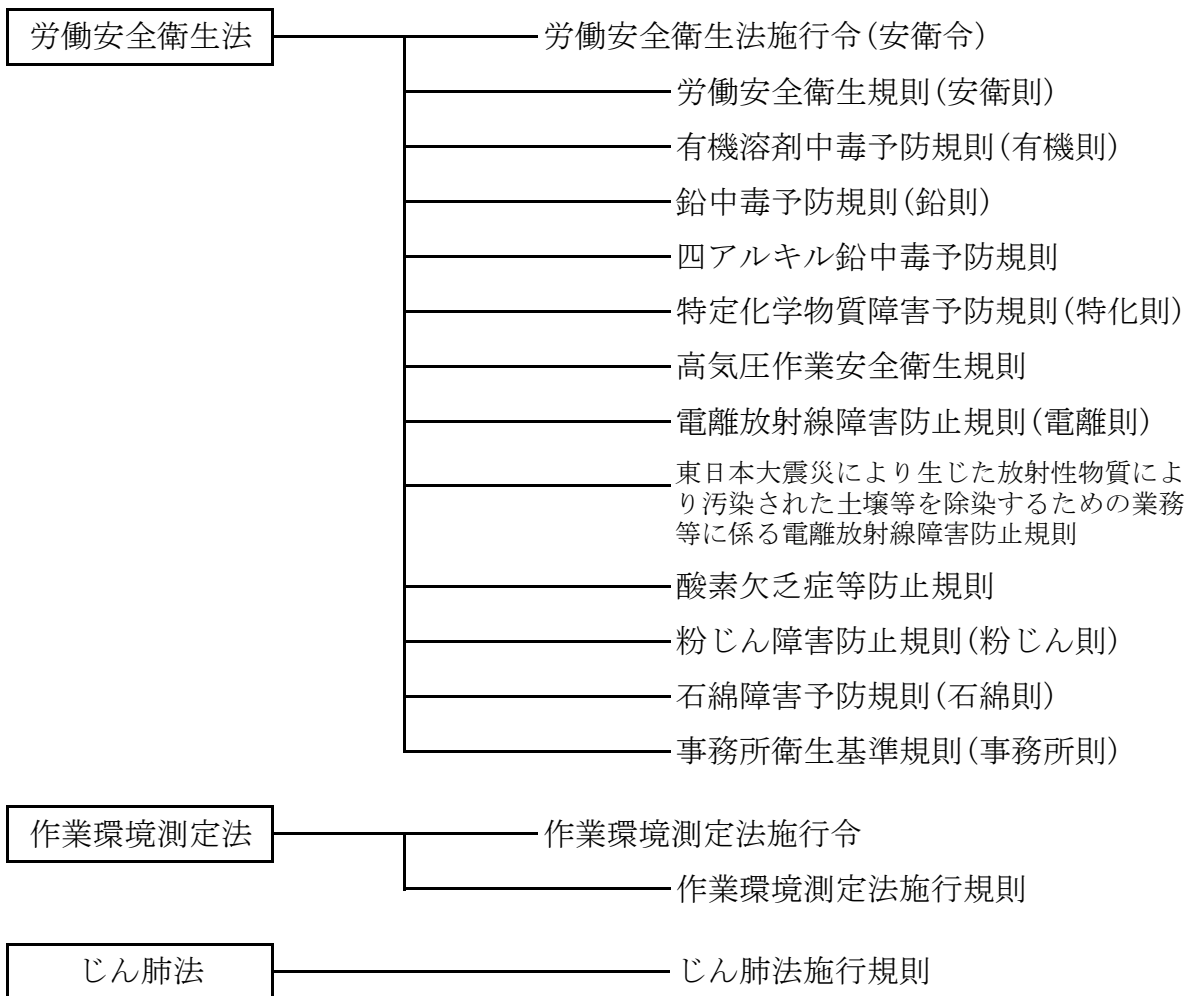 労働安全衛生法
労働安全衛生法施行令(安衛令)
労働安全衛生規則(安衛則)
有機溶剤中毒予防規則(有機則)
鉛中毒予防規則(鉛則)
四アルキル鉛中毒予防規則
特定化学物質障害予防規則(特化則)
高気圧作業安全衛生規則
電離放射線障害防止規則(電離則)
東日本大震災により生じた放射性物質によ
り汚染された土壌等を除染するための業務
等に係る電離放射線障害防止規則
酸素欠乏症等防止規則
粉じん障害防止規則(粉じん則)
石綿障害予防規則(石綿則)
事務所衛生基準規則(事務所則)
作業環境測定法
作業環境測定法施行令
作業環境測定法施行規則
じん肺法
じん肺法施行規則